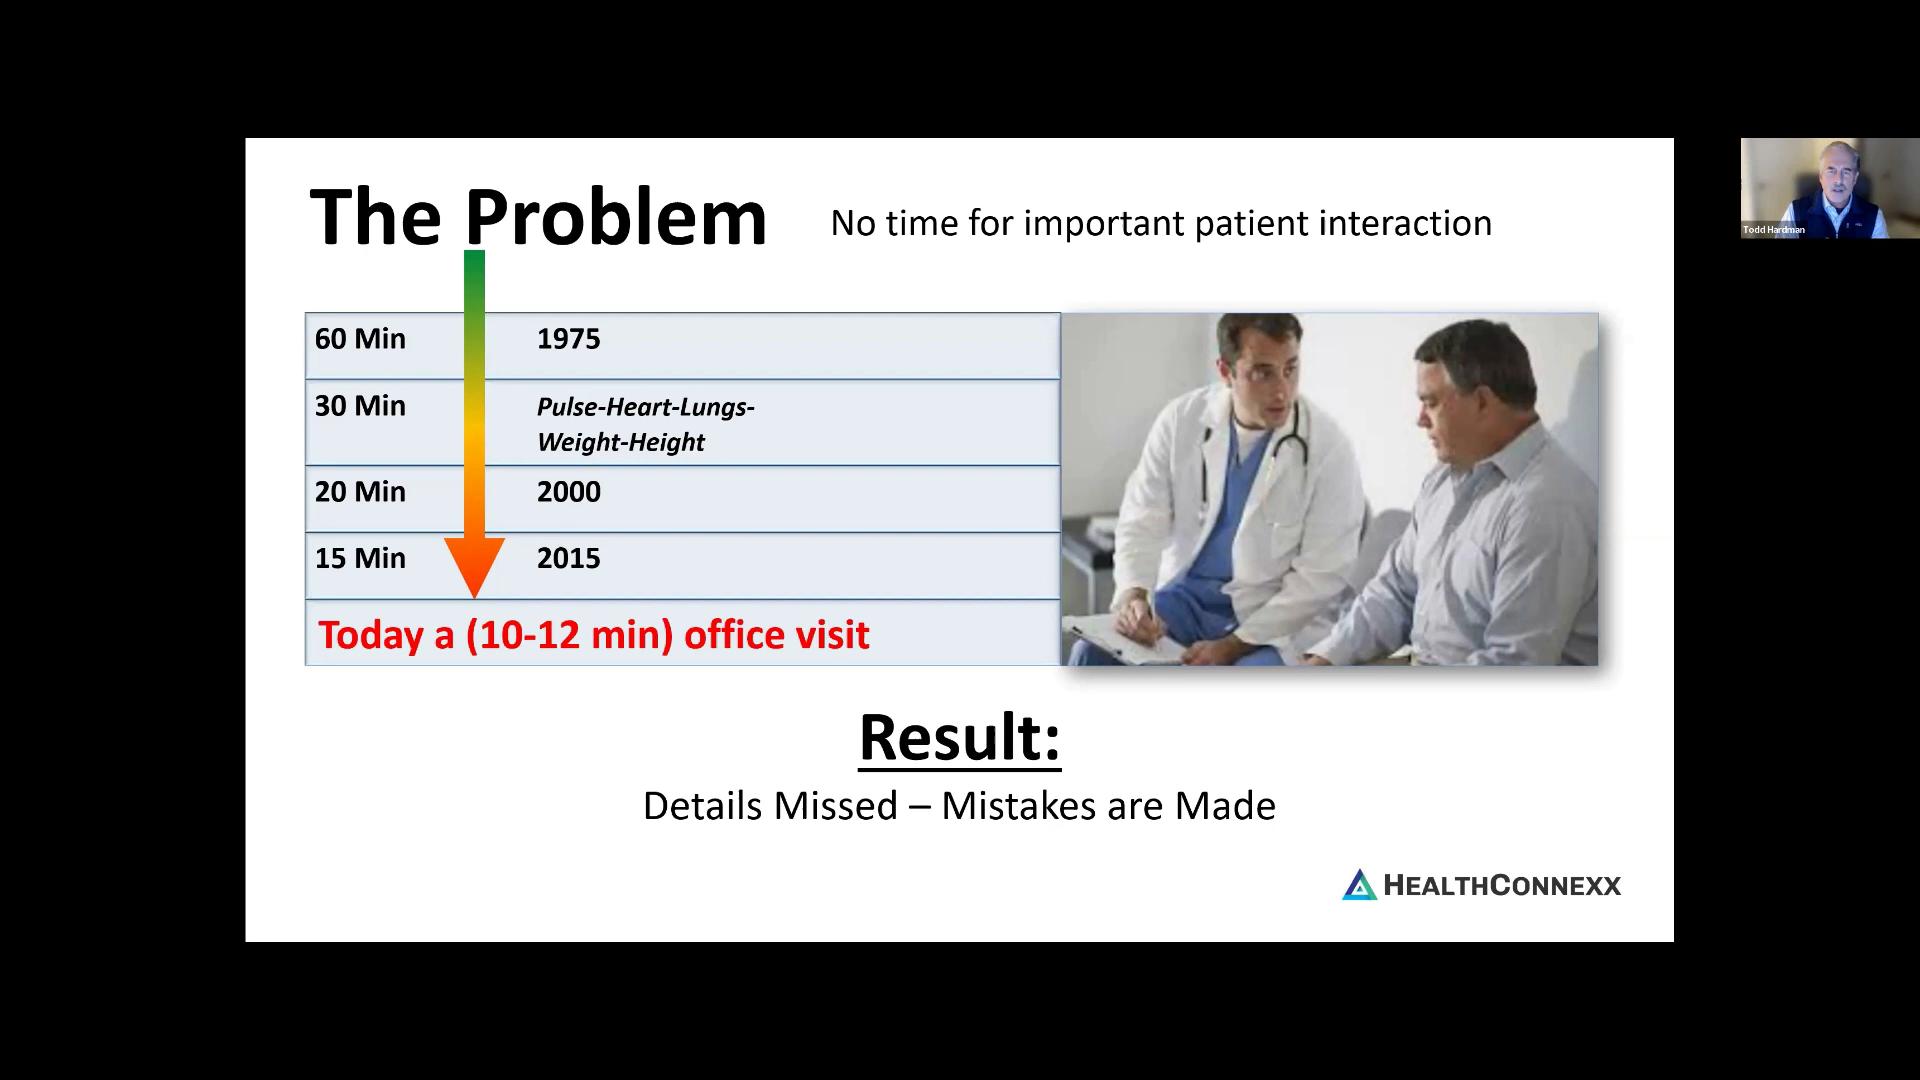 The Problem
No time for important patient interaction
60 Min 1975
30 Min Pulse-Heart-Lungs-
Weight-Height
20 Min 2000
15 Min 2015
Today a (10-12 min) office visit
Result:
Details Missed – Mistakes are Made
HEALTHCONNEXX
Todd Hardman